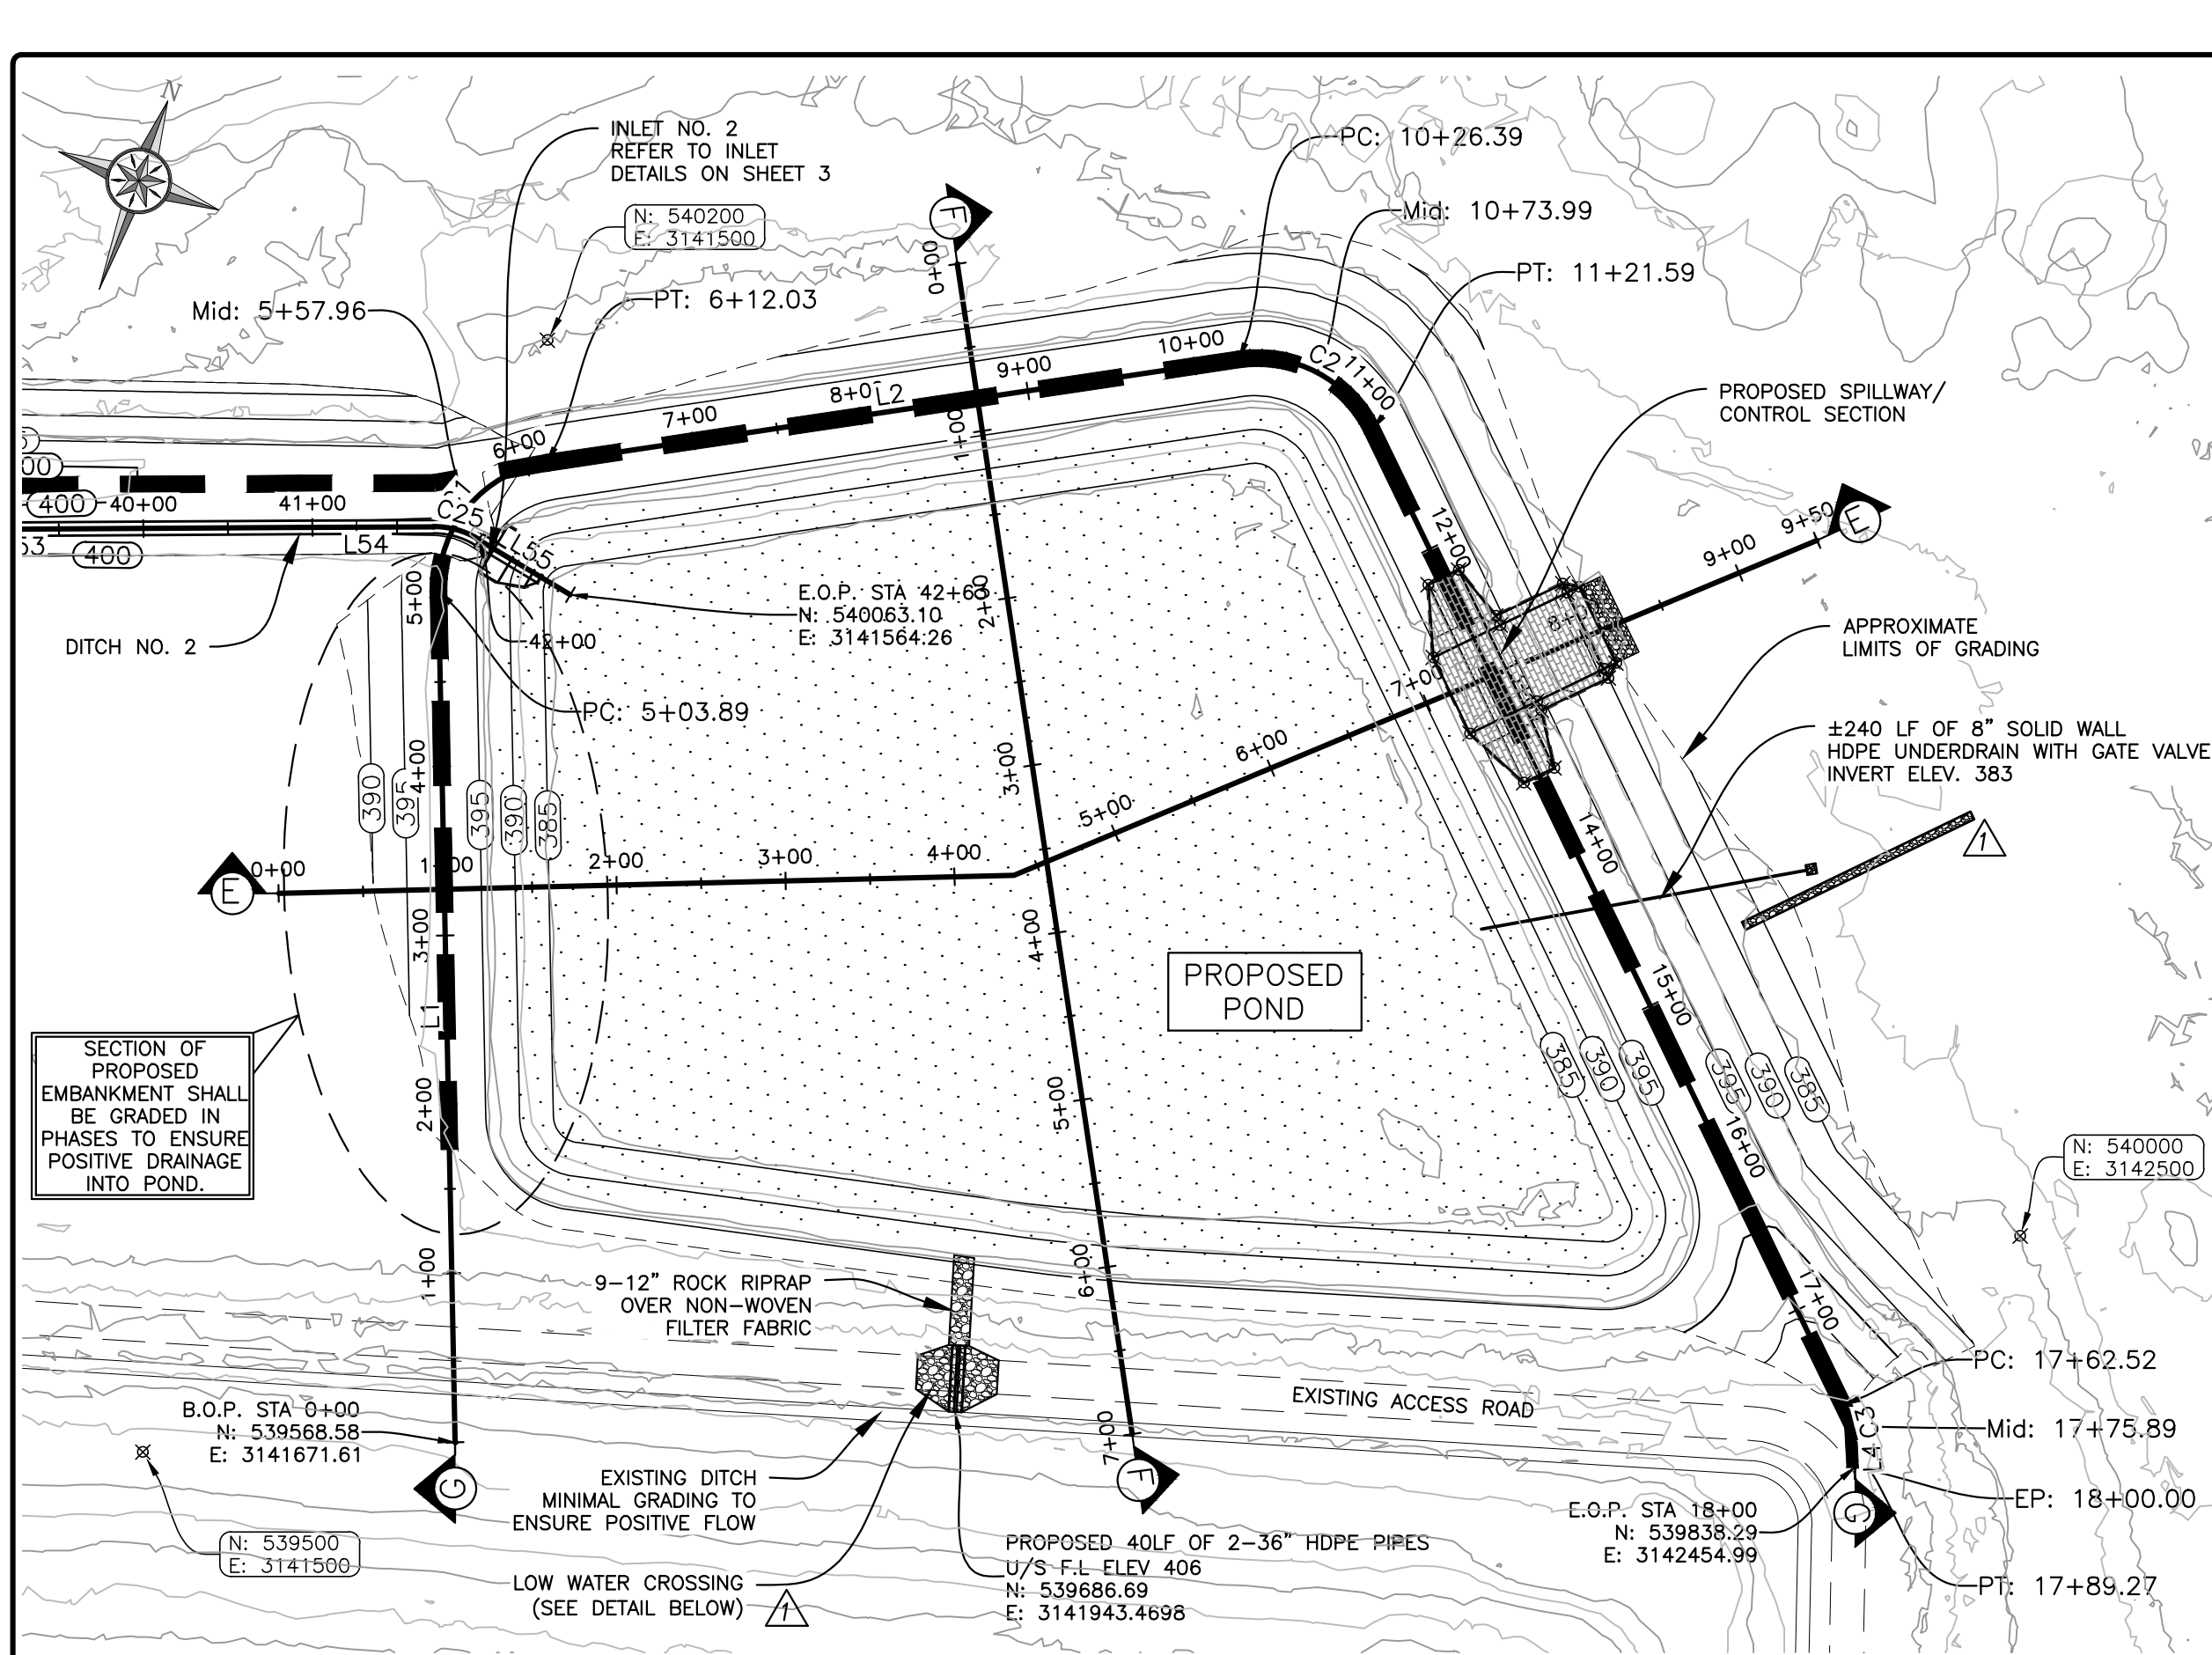 N
INLET NO. 2
REFER TO INLET
DETAILS ON SHEET 3
N: 540200
E: 3141500
PC: 10+26.39
Mid: 10+73.99
PT: 11+21.59
Mid: 5+57.96
PT: 6+12.03
F
0+00
1+00
2+00
3+00
4+00
5+00
6+00
7+00
F
6+00
7+00
8+00
L2
9+00
10+00
C2
11+00
12+00
14+00
15+00
16+00
17+00
PROPOSED SPILLWAY/
CONTROL SECTION
400
40+00
41+00
C25
L54
L55
400
DITCH NO. 2
42+00
E.O.P. STA 42+63
N: 540063.10
E: 3141564.26
PC: 5+03.89
APPROXIMATE
LIMITS OF GRADING
±240 LF OF 8" SOLID WALL
HDPE UNDERDRAIN WITH GATE VALVE
INVERT ELEV. 383
1
E
0+00
1+00
2+00
3+00
4+00
5+00
6+00
7+00
9+00
9+50
E
5+00
4+00
3+00
L1
2+00
1+00
390
395
395
390
385
PROPOSED
POND
385
390
395
395
390
385
SECTION OF
PROPOSED
EMBANKMENT SHALL
BE GRADED IN
PHASES TO ENSURE
POSITIVE DRAINAGE
INTO POND.
N: 540000
E: 3142500
9-12" ROCK RIPRAP
OVER NON-WOVEN
FILTER FABRIC
EXISTING ACCESS ROAD
PC: 17+62.52
C3
Mid: 17+75.89
L4
EP: 18+00.00
B.O.P. STA 0+00
N: 539568.58
E: 3141671.61
G
EXISTING DITCH
MINIMAL GRADING TO
ENSURE POSITIVE FLOW
E.O.P. STA 18+00
N: 539838.29
E: 3142454.99
G
PT: 17+89.27
N: 539500
E: 3141500
LOW WATER CROSSING
(SEE DETAIL BELOW)
1
PROPOSED 40LF OF 2-36" HDPE PIPES
U/S F.L ELEV 406
N: 539686.69
E: 3141943.4698